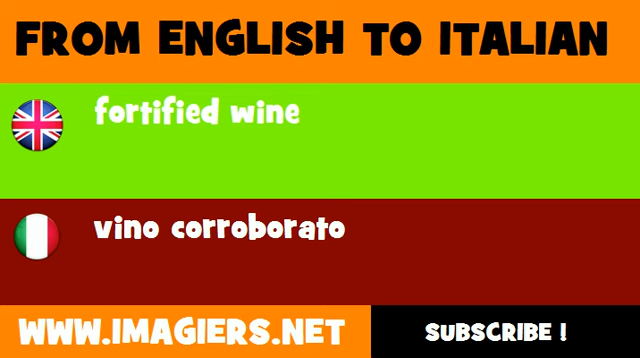 FROM ENGLISH TO ITALIAN
fortified wine
vino corroborato
WWW.IMAGIERS.NET
SUBSCRIBE !